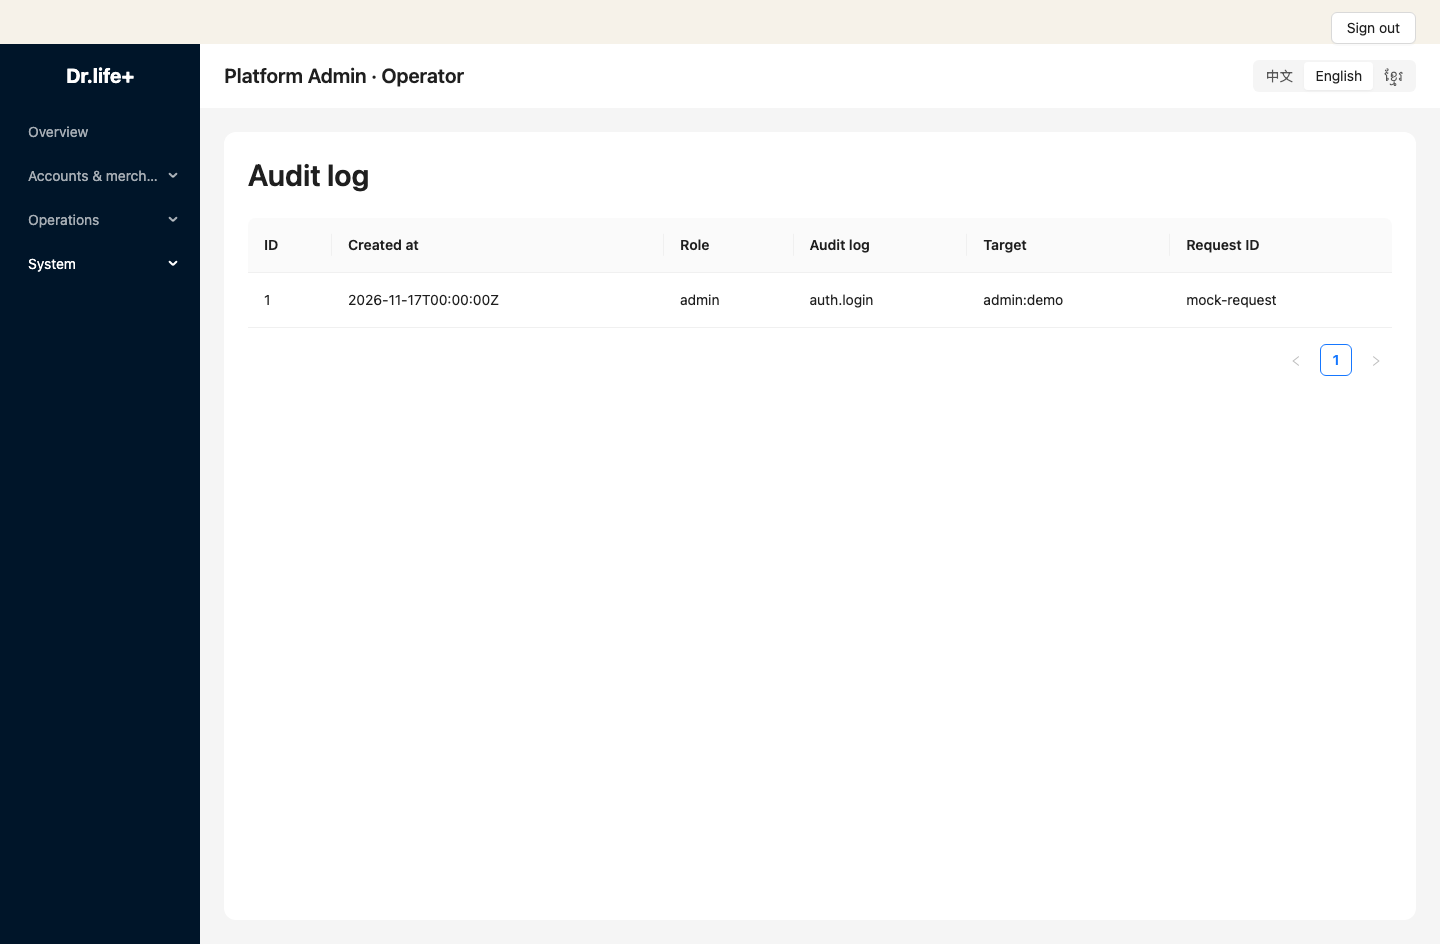 Sign out
Dr.life+
Platform Admin · Operator
中文 English ខ្មែរ
Overview
Accounts & merch...
Operations
System
Audit log
ID Created at Role Audit log Target Request ID
1 2026-11-17T00:00:00Z admin auth.login admin:demo mock-request
1